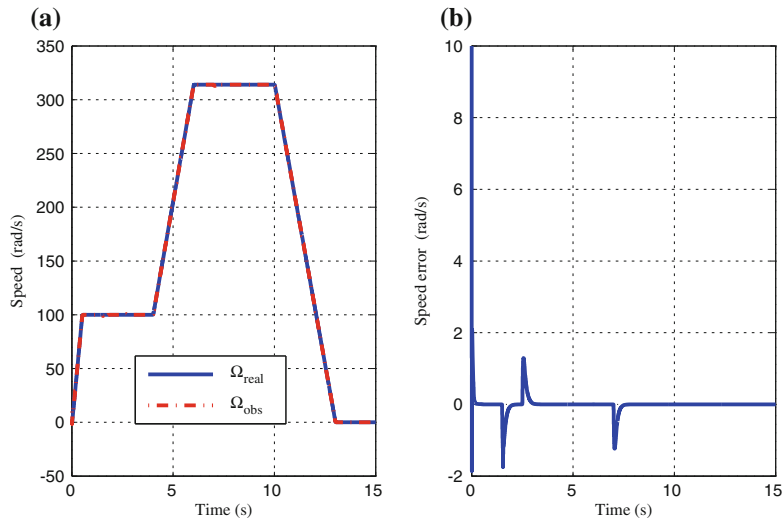 (a)
350
300
250
200
150
100
50
0
-50
Speed (rad/s)
0 5 10 15
Time (s)
Ω_real
Ω_obs
(b)
10
8
6
4
2
0
-2
Speed error (rad/s)
0 5 10 15
Time (s)